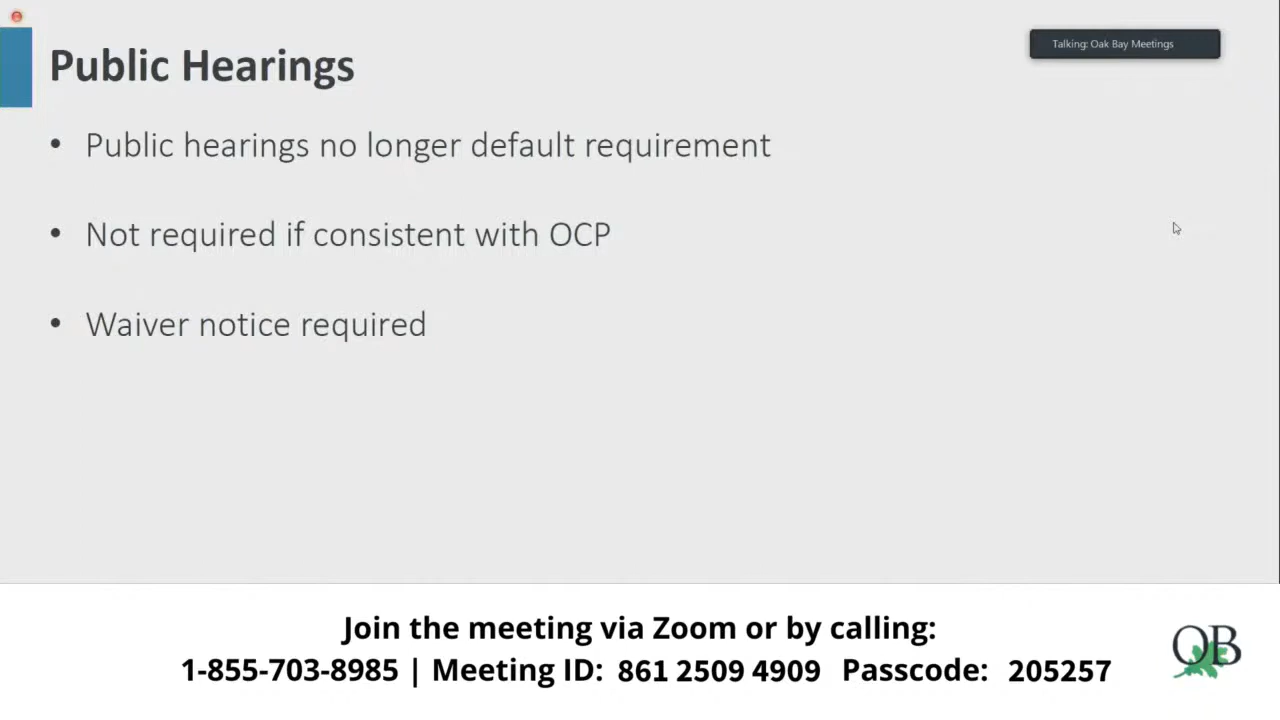 Talking: Oak Bay Meetings
Public Hearings
• Public hearings no longer default requirement
• Not required if consistent with OCP
• Waiver notice required
Join the meeting via Zoom or by calling:
1-855-703-8985 | Meeting ID: 861 2509 4909 Passcode: 205257
OB